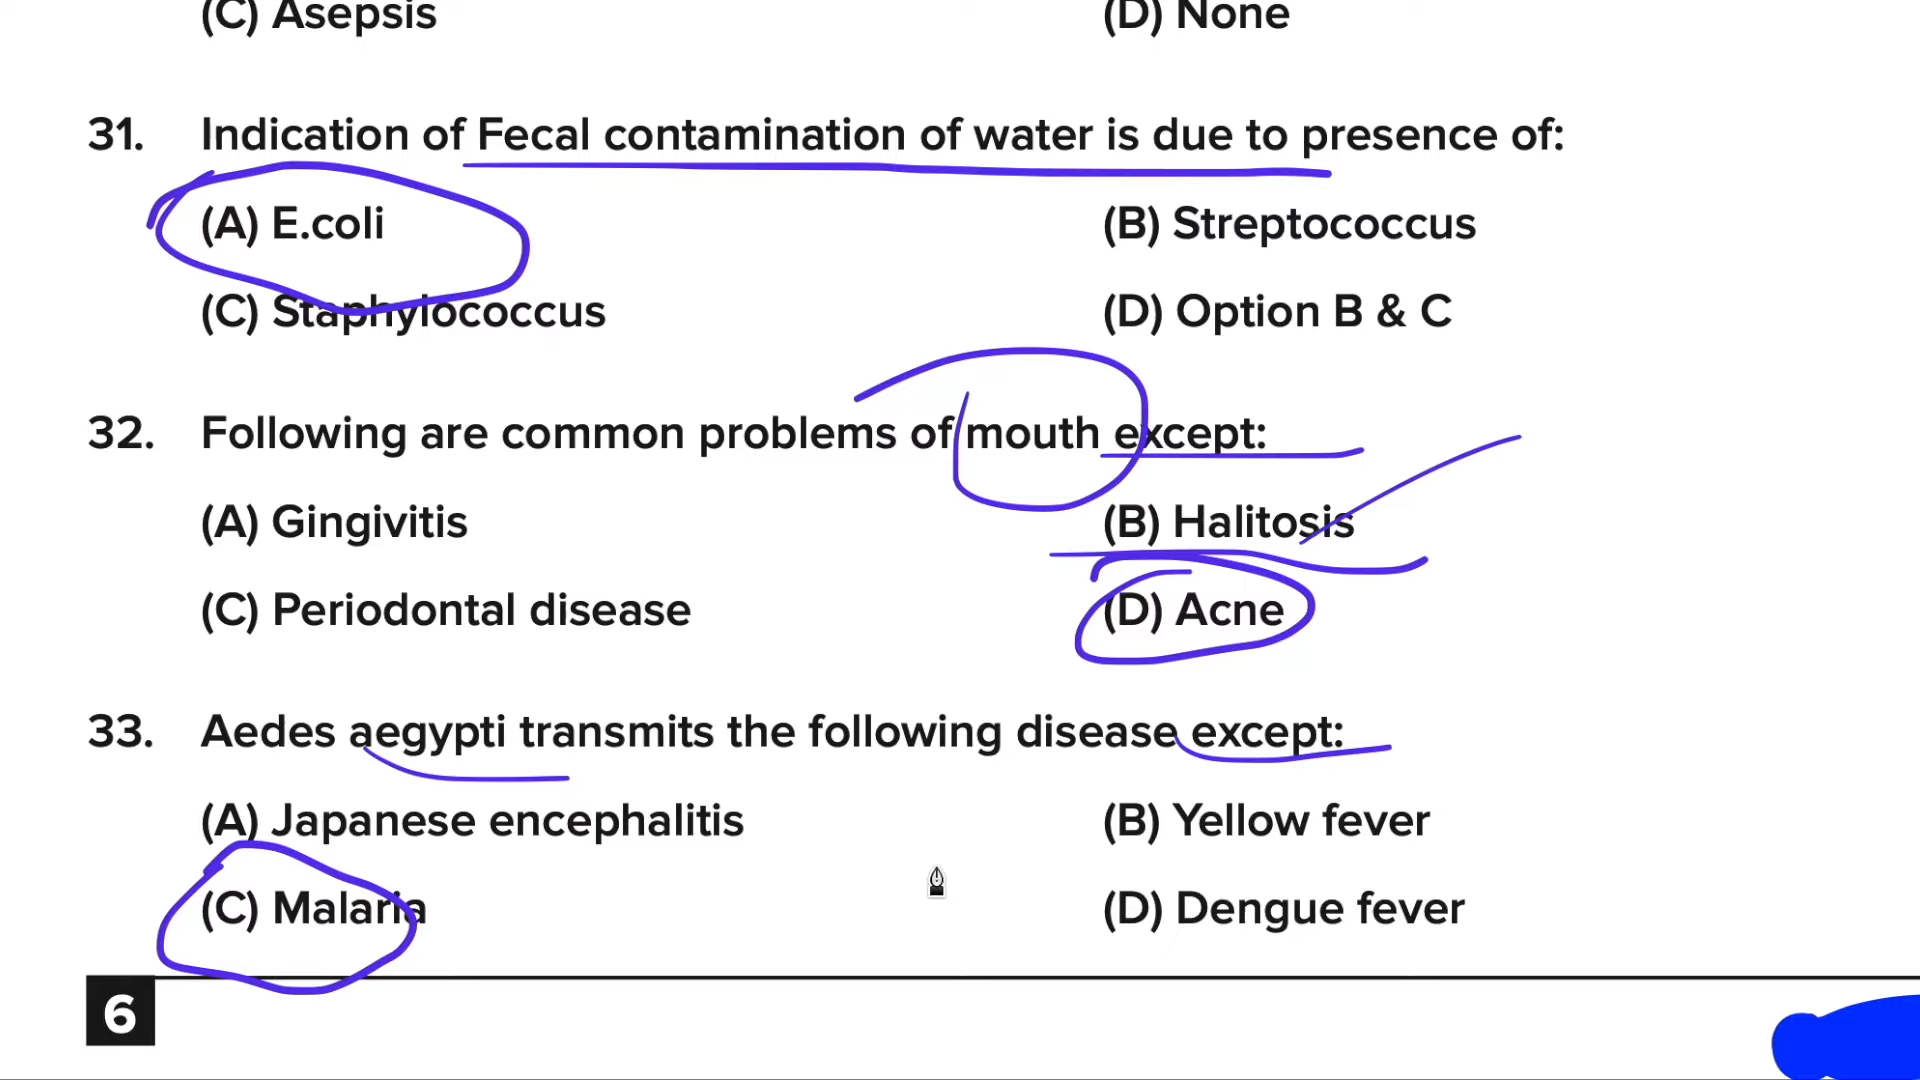 (C) Asepsis (D) None
31. Indication of Fecal contamination of water is due to presence of:
(A) E.coli (B) Streptococcus
(C) Staphylococcus (D) Option B & C
32. Following are common problems of mouth except:
(A) Gingivitis (B) Halitosis
(C) Periodontal disease (D) Acne
33. Aedes aegypti transmits the following disease except:
(A) Japanese encephalitis (B) Yellow fever
(C) Malaria (D) Dengue fever
6